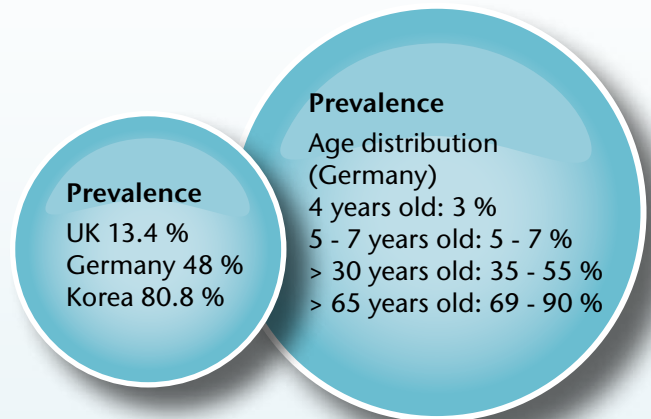 Prevalence
UK 13.4 %
Germany 48 %
Korea 80.8 %
Prevalence
Age distribution
(Germany)
4 years old: 3 %
5 - 7 years old: 5 - 7 %
> 30 years old: 35 - 55 %
> 65 years old: 69 - 90 %